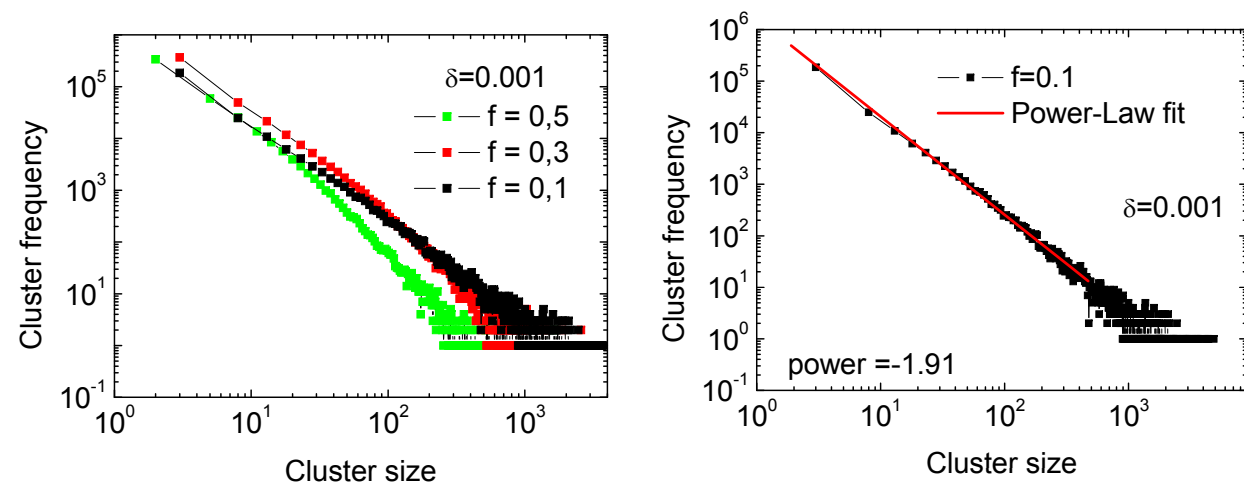 δ=0.001
f = 0,5
f = 0,3
f = 0,1
10^5
10^3
10^1
10^-1
10^0
10^1
10^2
10^3
Cluster frequency
Cluster size
10^6
10^5
10^4
10^3
10^2
10^1
10^0
10^-1
f=0.1
Power-Law fit
δ=0.001
power =-1.91
10^0
10^1
10^2
10^3
Cluster frequency
Cluster size